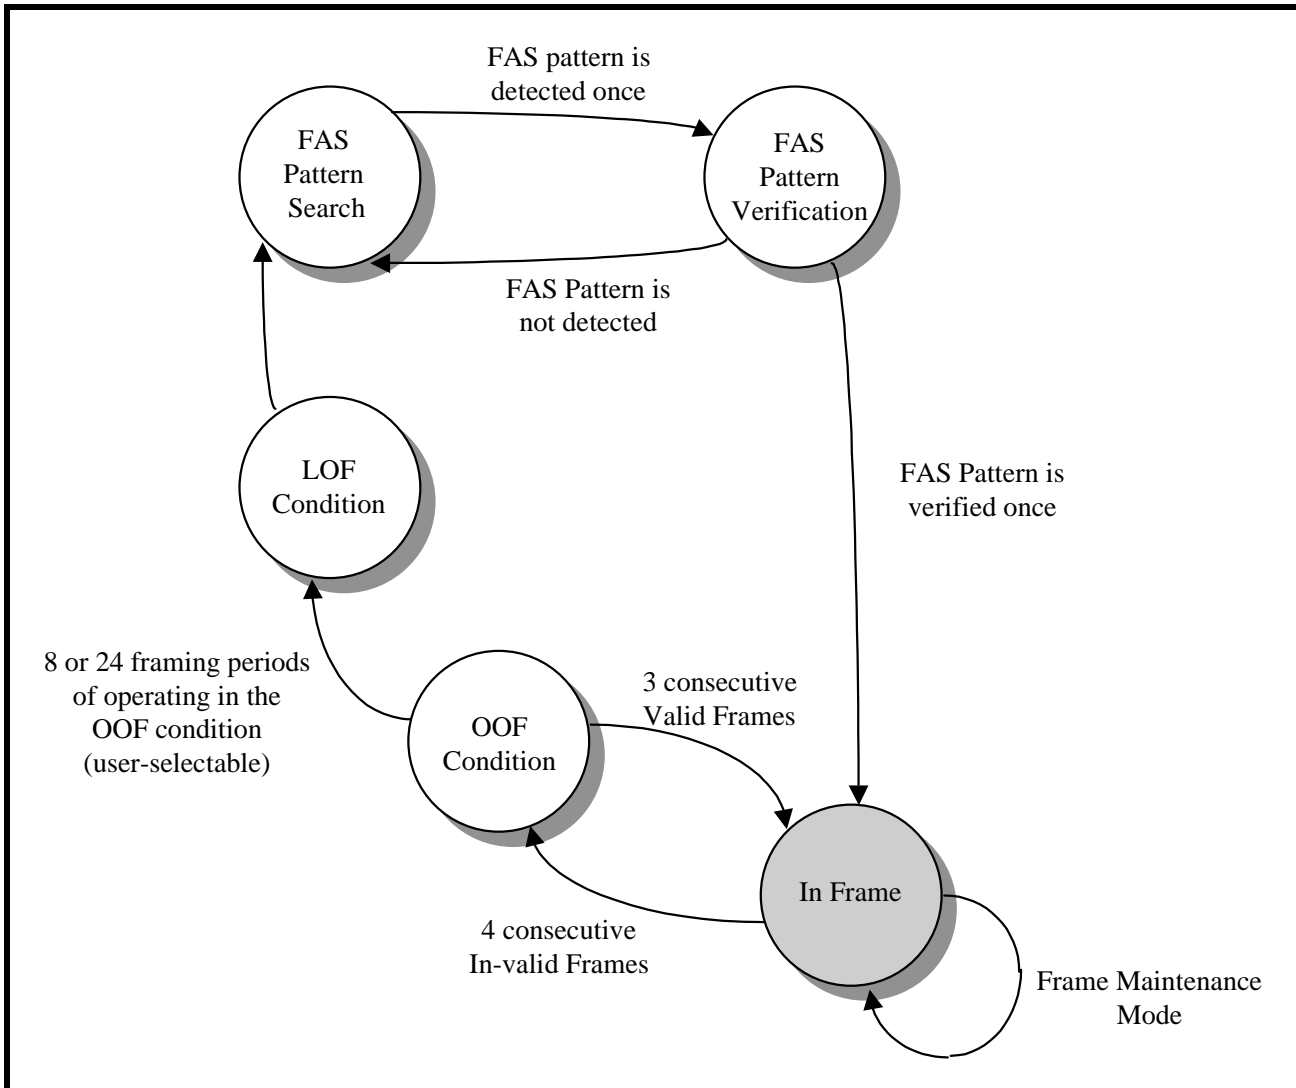 FAS pattern is
detected once
FAS
Pattern
Search
FAS
Pattern
Verification
FAS Pattern is
not detected
LOF
Condition
FAS Pattern is
verified once
8 or 24 framing periods
of operating in the
OOF condition
(user-selectable)
OOF
Condition
3 consecutive
Valid Frames
In Frame
4 consecutive
In-valid Frames
Frame Maintenance
Mode